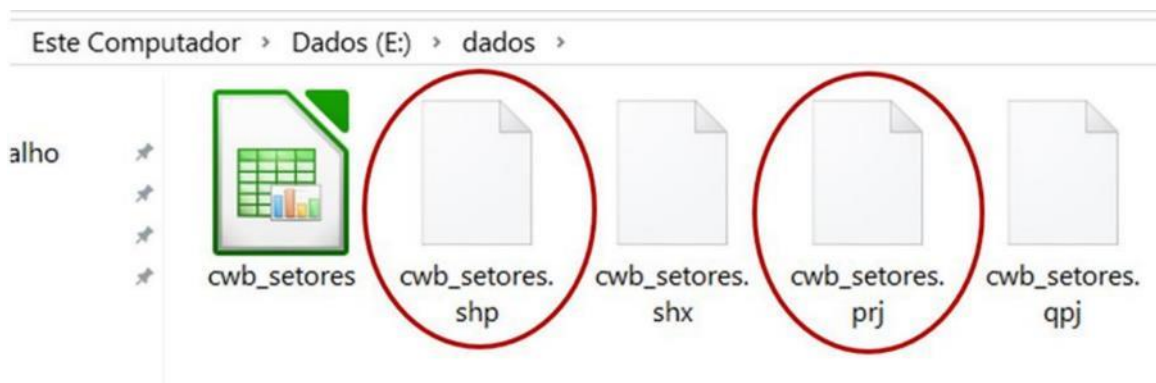 Este Computador > Dados (E:) > dados >
alho
cwb_setores
cwb_setores.
shp
cwb_setores.
shx
cwb_setores.
prj
cwb_setores.
qpj